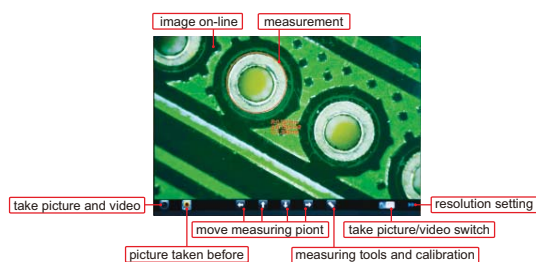 image on-line
measurement
take picture and video
resolution setting
move measuring piont
take picture/video switch
picture taken before
measuring tools and calibration